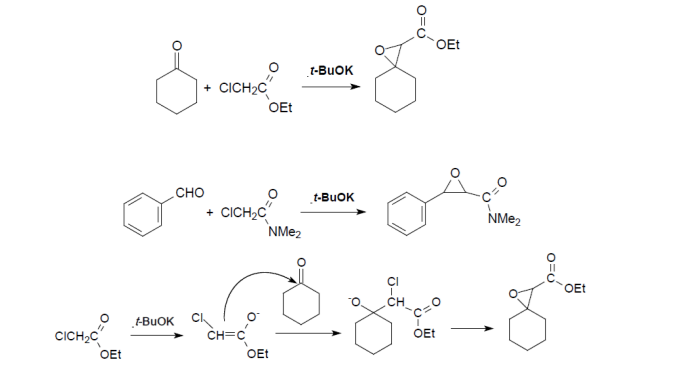 O
+ ClCH2C
O
OEt
.t-BuOK
O
O
C
OEt
CHO
+ ClCH2C
O
NMe2
.t-BuOK
O
C
O
NMe2
ClCH2C
O
OEt
.t-BuOK
Cl
CH=C
O-
OEt
O
-O
Cl
CH
C
O
OEt
O
O
C
OEt